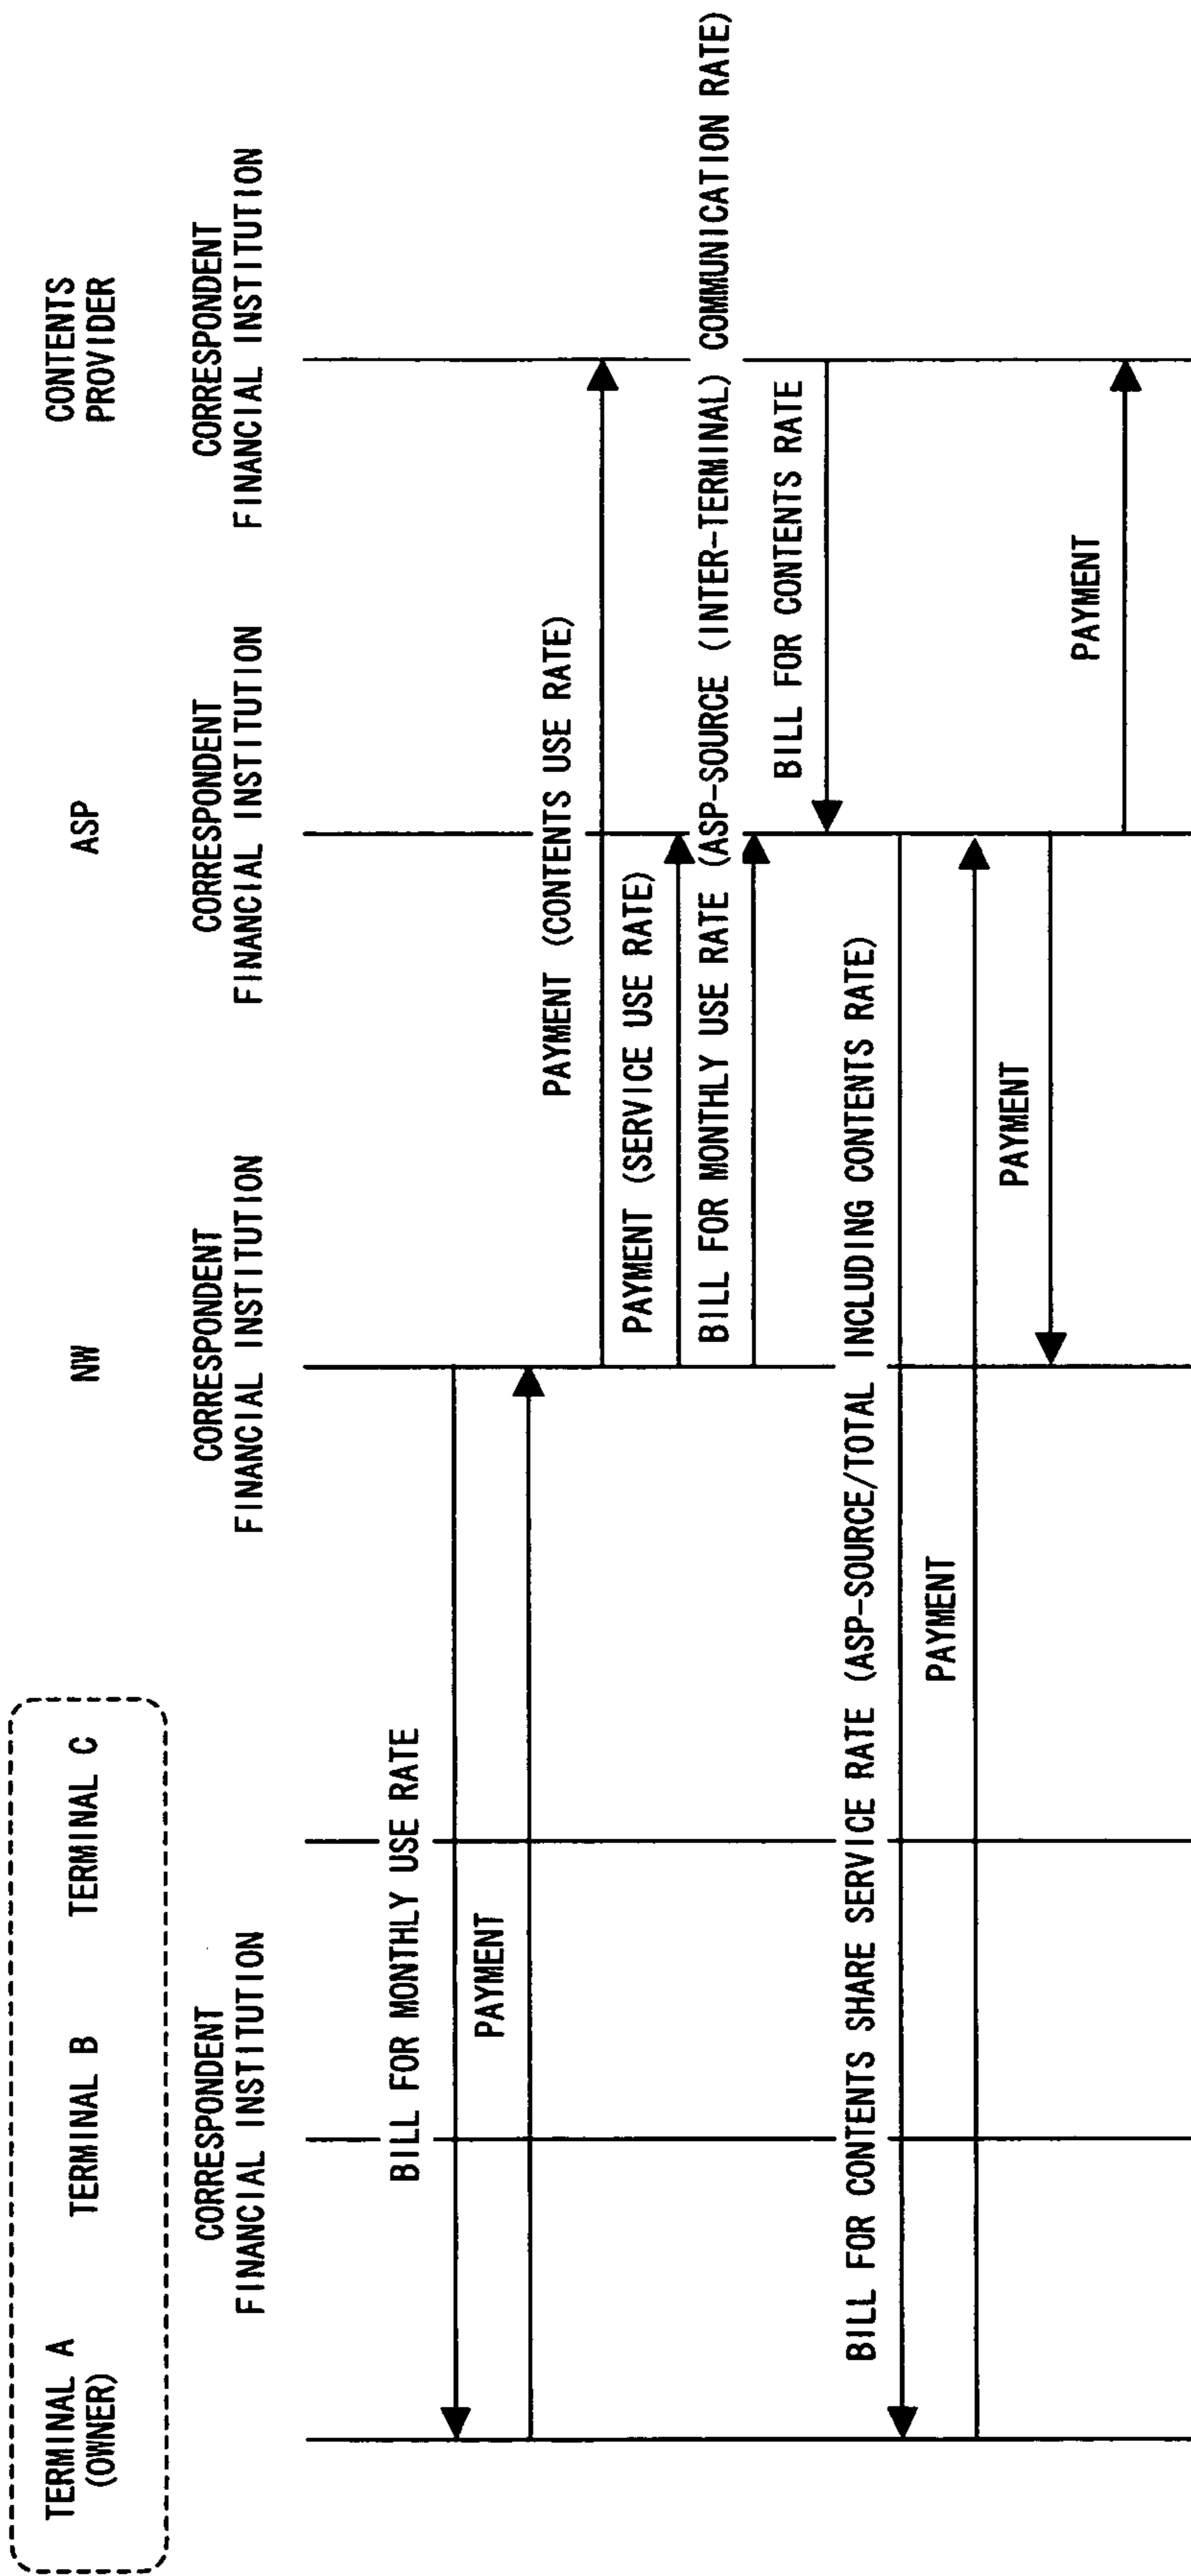 TERMINAL A
(OWNER)
TERMINAL B
TERMINAL C
NW
ASP
CONTENTS
PROVIDER
CORRESPONDENT
FINANCIAL INSTITUTION
CORRESPONDENT
FINANCIAL INSTITUTION
CORRESPONDENT
FINANCIAL INSTITUTION
CORRESPONDENT
FINANCIAL INSTITUTION
BILL FOR MONTHLY USE RATE
PAYMENT
PAYMENT (CONTENTS USE RATE)
PAYMENT (SERVICE USE RATE)
BILL FOR MONTHLY USE RATE (ASP-SOURCE (INTER-TERMINAL) COMMUNICATION RATE)
BILL FOR CONTENTS RATE
BILL FOR CONTENTS SHARE SERVICE RATE (ASP-SOURCE/TOTAL INCLUDING CONTENTS RATE)
PAYMENT
PAYMENT
PAYMENT